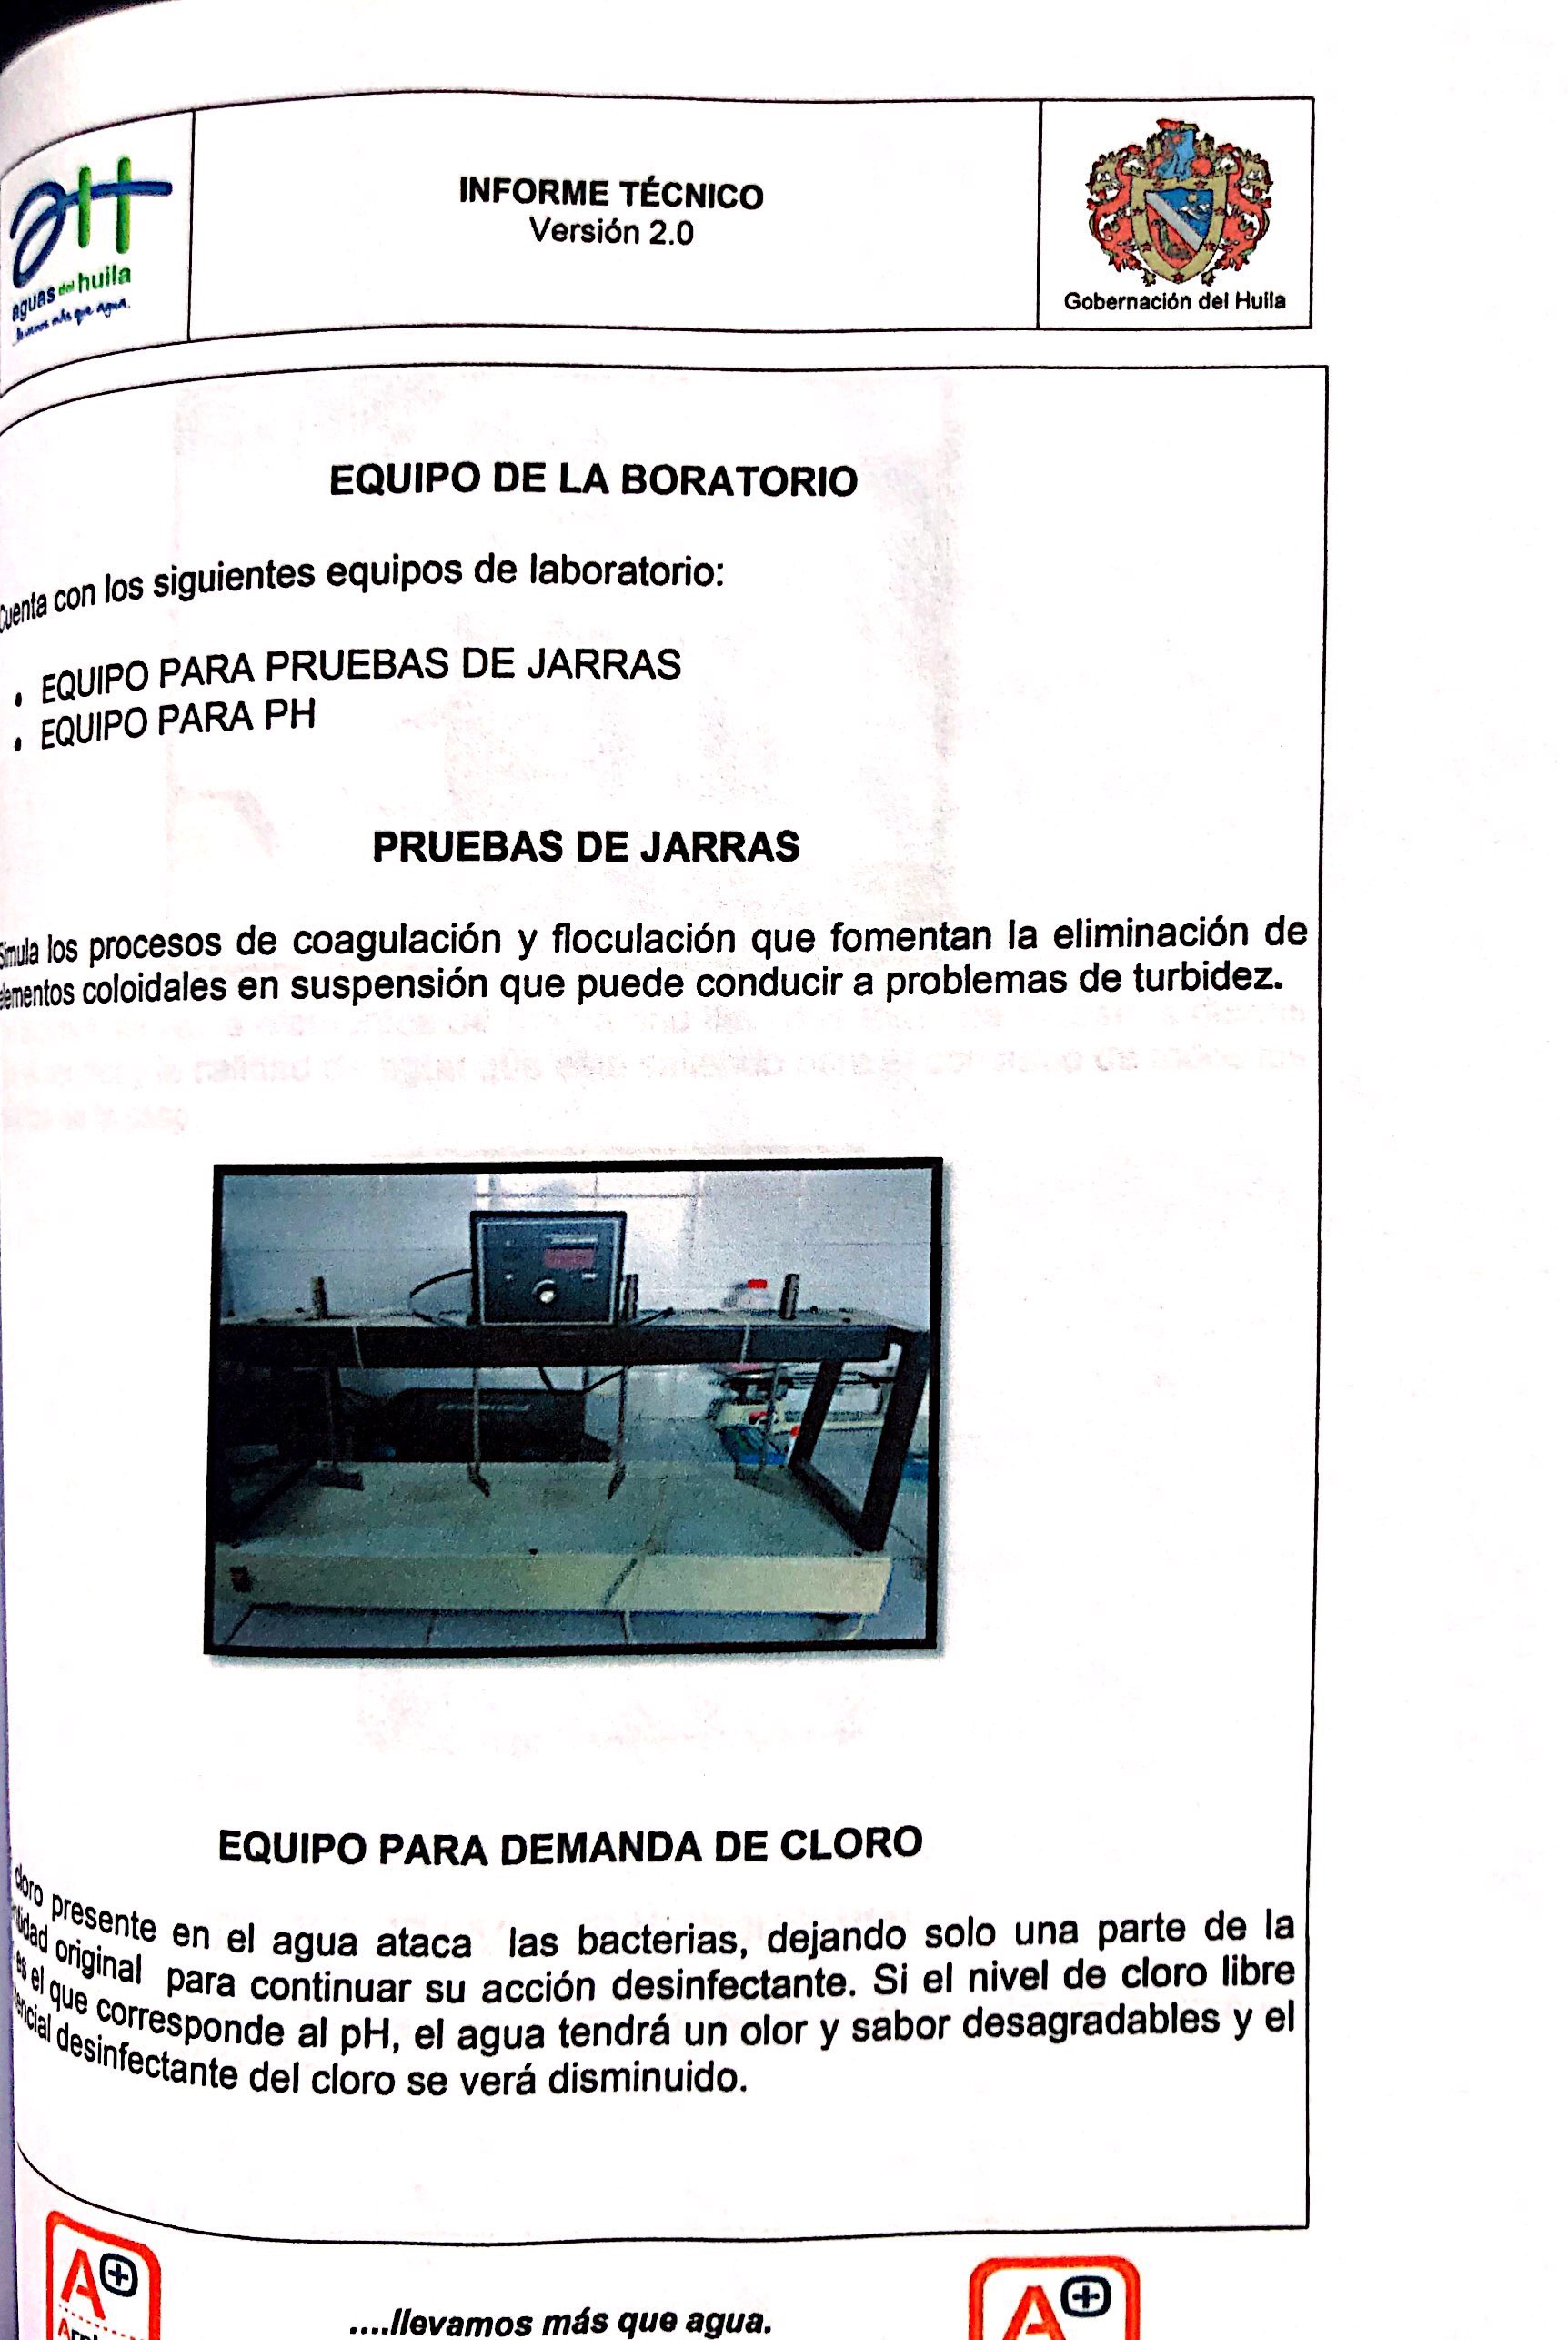 INFORME TÉCNICO
Versión 2.0
aguas del huila
llevamos más que agua.
Gobernación del Huila
EQUIPO DE LA BORATORIO
Cuenta con los siguientes equipos de laboratorio:
• EQUIPO PARA PRUEBAS DE JARRAS
• EQUIPO PARA PH
PRUEBAS DE JARRAS
Simula los procesos de coagulación y floculación que fomentan la eliminación de
elementos coloidales en suspensión que puede conducir a problemas de turbidez.
EQUIPO PARA DEMANDA DE CLORO
cloro presente en el agua ataca las bacterias, dejando solo una parte de la
original para continuar su acción desinfectante. Si el nivel de cloro libre
es el que corresponde al pH, el agua tendrá un olor y sabor desagradables y el
desinfectante del cloro se verá disminuido.
A+
....llevamos más que agua.
A+